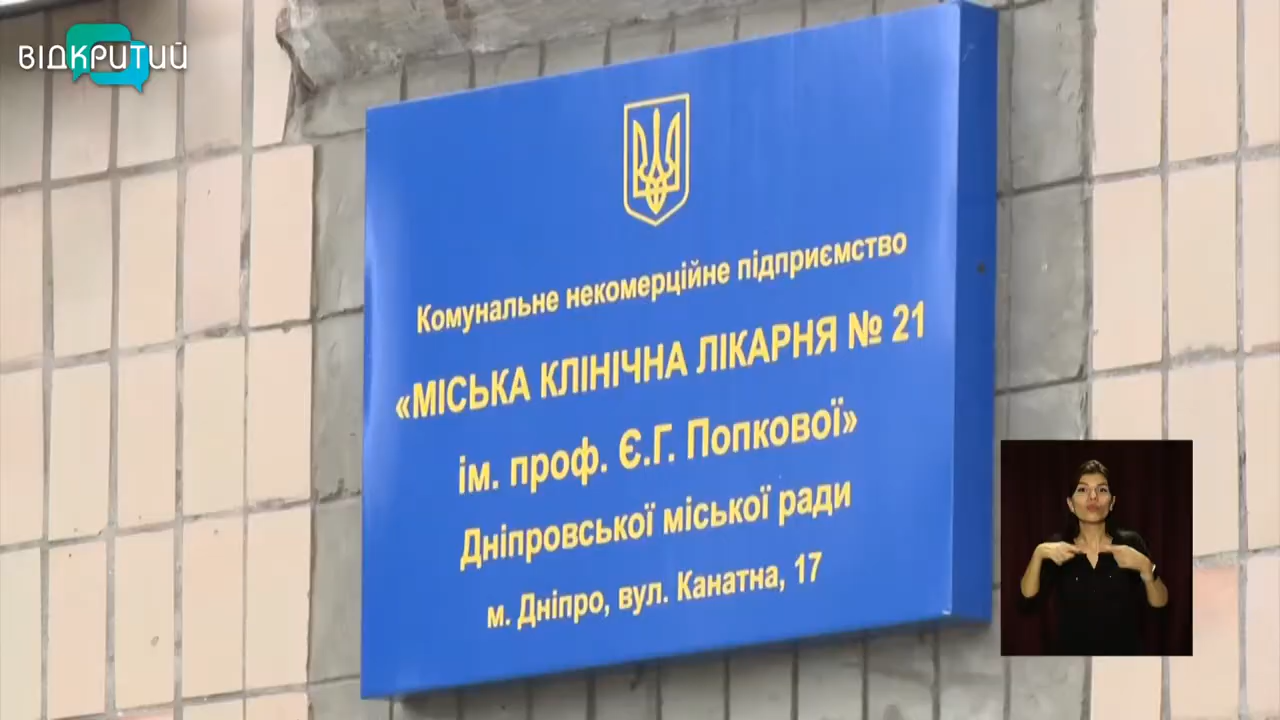 ВІДКРИТИЙ
Комунальне некомерційне підприємство
«МІСЬКА КЛІНІЧНА ЛІКАРНЯ № 21
ім. проф. Є.Г. Попкової»
Дніпровської міської ради
м. Дніпро, вул. Канатна, 17